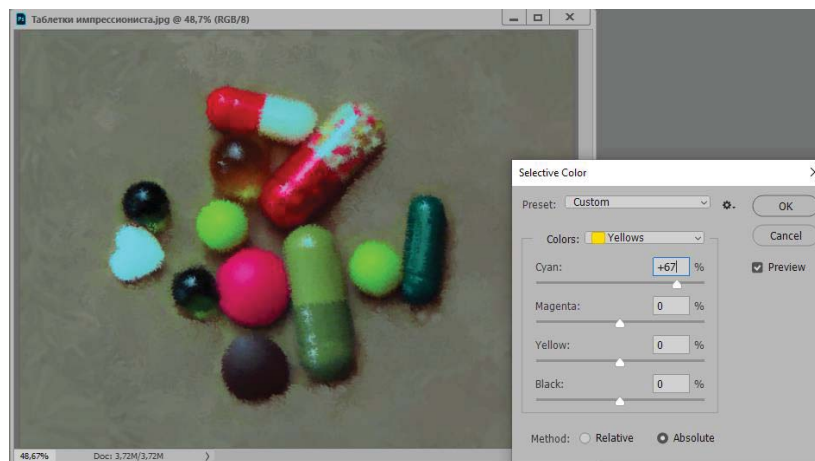 Таблетки импрессиониста.jpg @ 48,7% (RGB/8)
Selective Color
Preset: Custom
OK
Colors: Yellows
Cancel
Cyan: +67 %
Preview
Magenta: 0 %
Yellow: 0 %
Black: 0 %
Method: Relative Absolute
48,67% Doc: 3,72M/3,72M